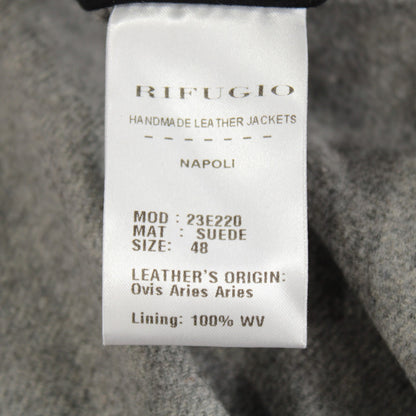 RIFUGIO
HANDMADE LEATHER JACKETS
NAPOLI
MOD : 23E220
MAT : SUEDE
SIZE: 48
LEATHER'S ORIGIN:
Ovis Aries Aries
Lining: 100% WV